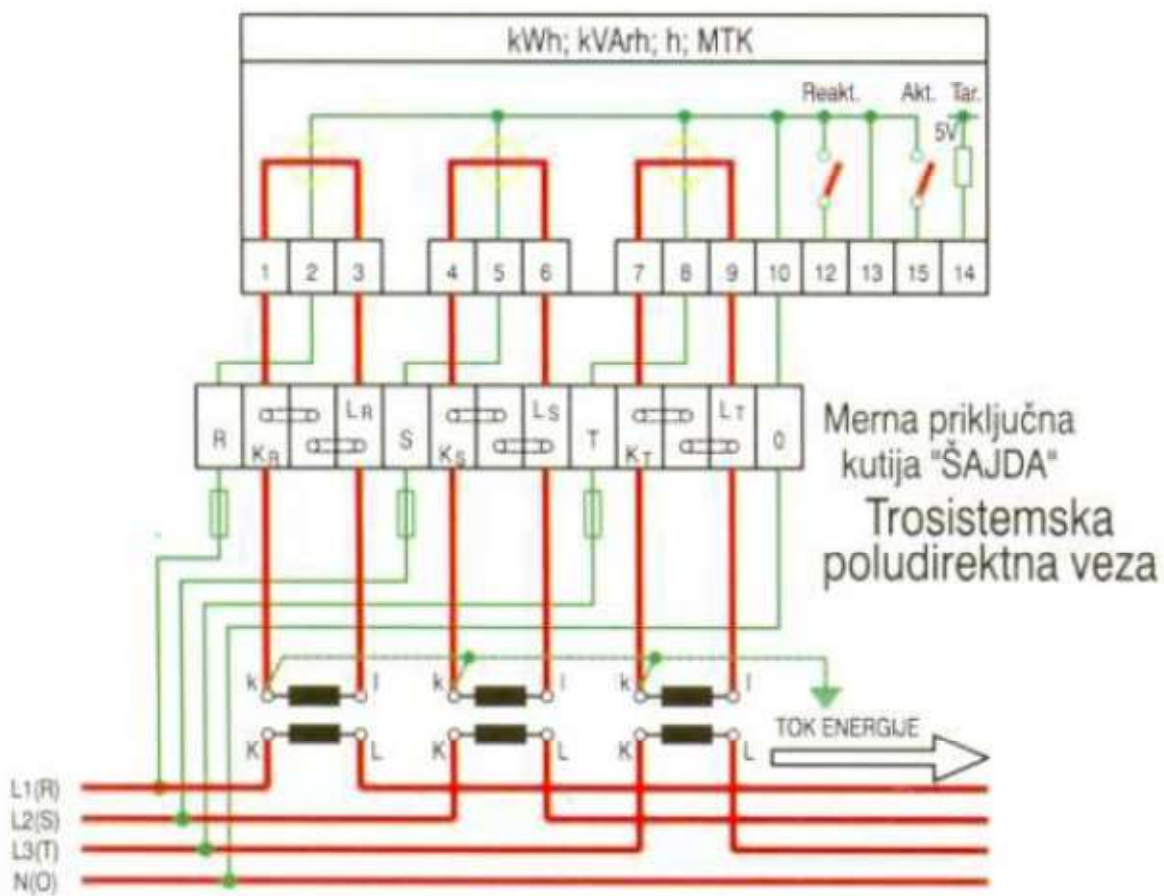 kWh; kVArh; h; MTK
Reakt. Akt. Tar.
5V
1 2 3 4 5 6 7 8 9 10 12 13 15 14
R KR LR S KS LS T KT LT 0
Merna priključna
kutija "ŠAJDA"
Trosistemska
poludirektna veza
k l k l k l
K L K L K L
TOK ENERGIJE
L1(R)
L2(S)
L3(T)
N(O)